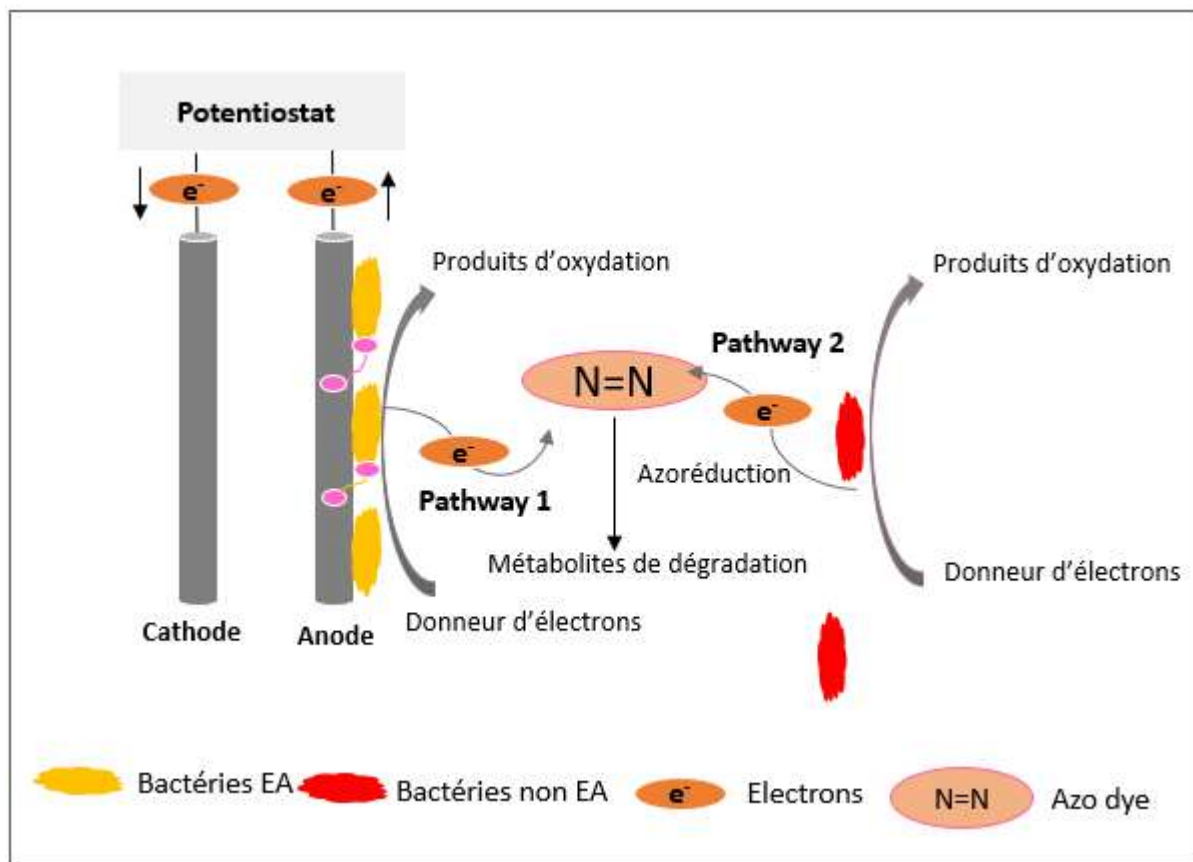 Potentiostat
e-
e-
Produits d'oxydation
Produits d'oxydation
Pathway 2
N=N
e-
e-
Azoréduction
Pathway 1
Métabolites de dégradation
Donneur d'électrons
Donneur d'électrons
Cathode
Anode
Bactéries EA
Bactéries non EA
e-
Electrons
N=N
Azo dye